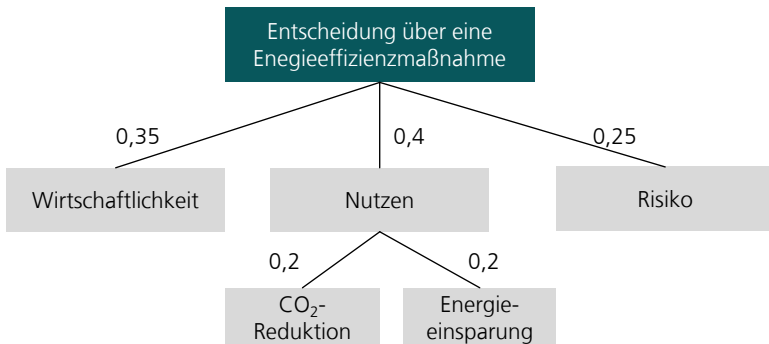 Entscheidung über eine
Enegieeffizienzmaßnahme
0,35
0,4
0,25
Wirtschaftlichkeit
Nutzen
Risiko
0,2
0,2
CO₂-
Reduktion
Energie-
einsparung